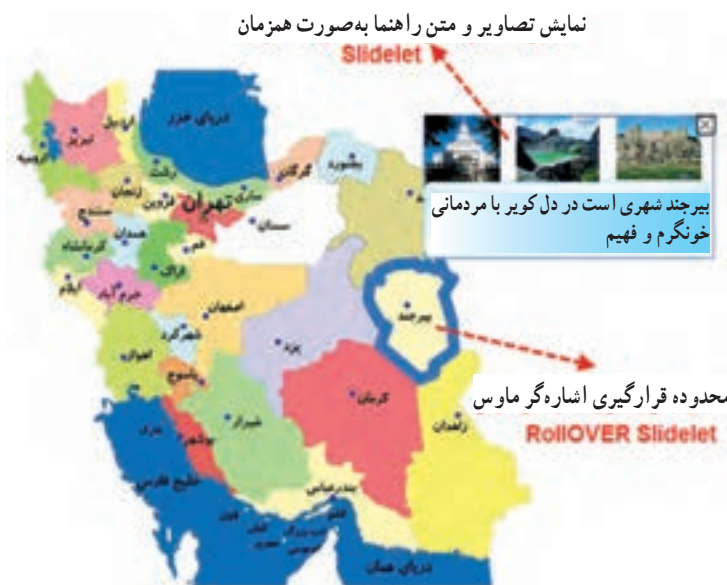 نمایش تصاویر و متن راهنما به‌صورت همزمان
Slidelet
بیرجند شهری است در دل کویر با مردمانی
خونگرم و فهیم
دریای خزر
اردبیل
تبریز
ارومیه
رشت
زنجان
قزوین
تهران
ساری
گرگان
بجنورد
سمنان
سنندج
همدان
قم
کرمانشاه
اراک
ایلام
خرم آباد
اصفهان
شهرکرد
یزد
بیرجند
اهواز
یاسوج
کرمان
شیراز
زاهدان
بوشهر
خلیج فارس
بندرعباس
قشم
دریای عمان
محدوده قرارگیری اشاره‌گر ماوس
RollOVER Slidelet